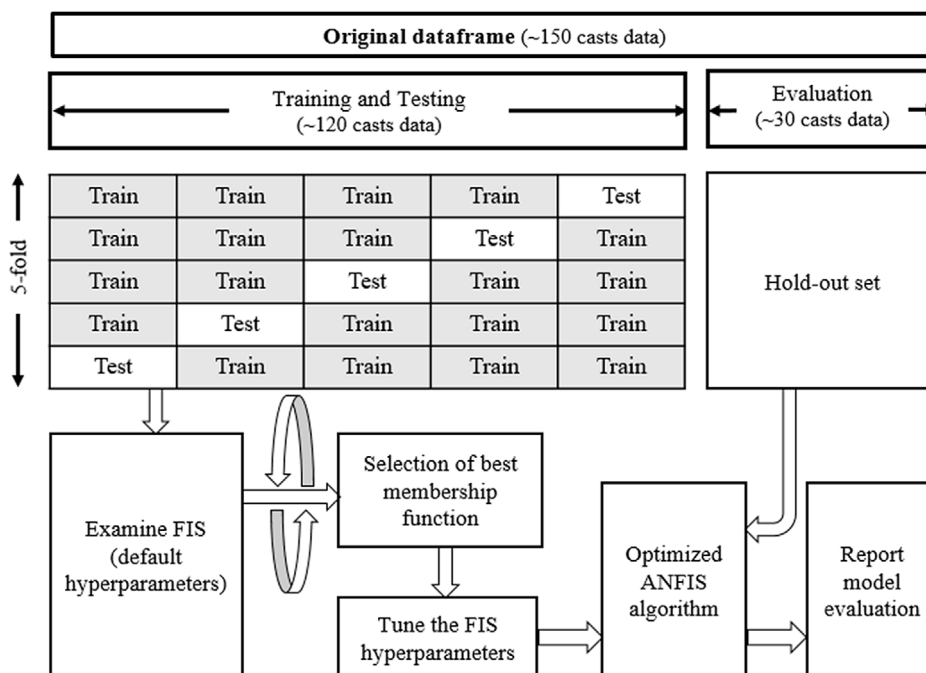 Original dataframe (~150 casts data)
Training and Testing
(~120 casts data)
Evaluation
(~30 casts data)
5-fold
Train Train Train Train Test
Train Train Train Test Train
Train Train Test Train Train
Train Test Train Train Train
Test Train Train Train Train
Hold-out set
Examine FIS
(default
hyperparameters)
Selection of best
membership
function
Tune the FIS
hyperparameters
Optimized
ANFIS
algorithm
Report
model
evaluation